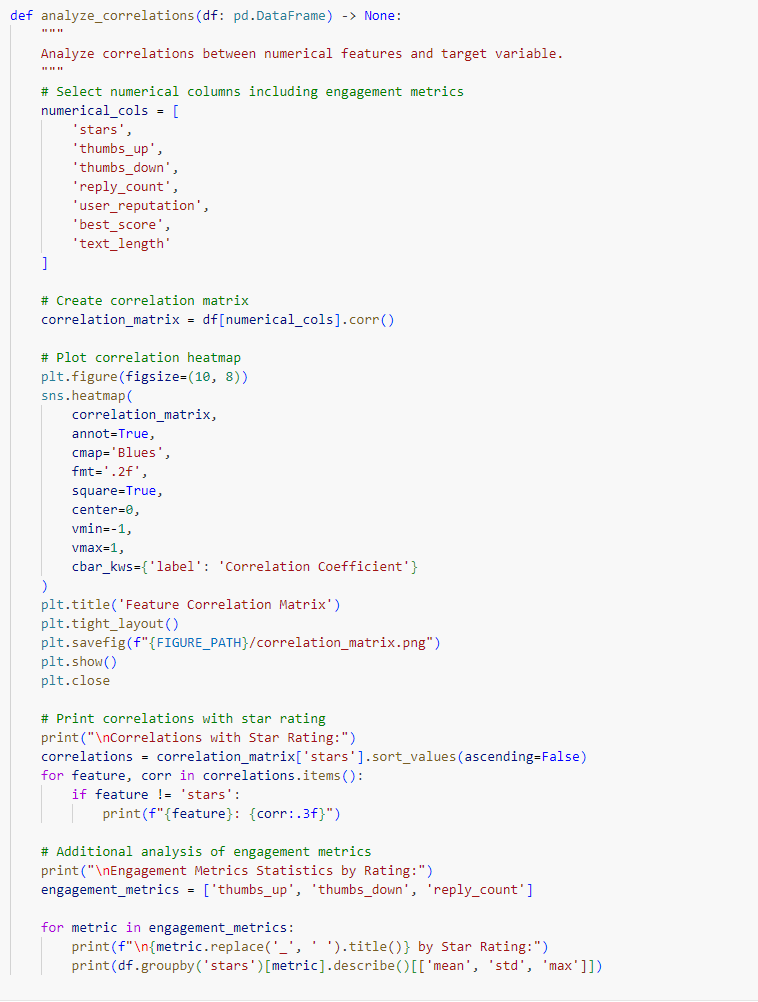 def analyze_correlations(df: pd.DataFrame) -> None:
    """
    Analyze correlations between numerical features and target variable.
    """
    # Select numerical columns including engagement metrics
    numerical_cols = [
        'stars',
        'thumbs_up',
        'thumbs_down',
        'reply_count',
        'user_reputation',
        'best_score',
        'text_length'
    ]

    # Create correlation matrix
    correlation_matrix = df[numerical_cols].corr()

    # Plot correlation heatmap
    plt.figure(figsize=(10, 8))
    sns.heatmap(
        correlation_matrix,
        annot=True,
        cmap='Blues',
        fmt='.2f',
        square=True,
        center=0,
        vmin=-1,
        vmax=1,
        cbar_kws={'label': 'Correlation Coefficient'}
    )
    plt.title('Feature Correlation Matrix')
    plt.tight_layout()
    plt.savefig(f"{FIGURE_PATH}/correlation_matrix.png")
    plt.show()
    plt.close

    # Print correlations with star rating
    print("\nCorrelations with Star Rating:")
    correlations = correlation_matrix['stars'].sort_values(ascending=False)
    for feature, corr in correlations.items():
        if feature != 'stars':
            print(f"{feature}: {corr:.3f}")

    # Additional analysis of engagement metrics
    print("\nEngagement Metrics Statistics by Rating:")
    engagement_metrics = ['thumbs_up', 'thumbs_down', 'reply_count']

    for metric in engagement_metrics:
        print(f"\n{metric.replace('_', ' ').title()} by Star Rating:")
        print(df.groupby('stars')[metric].describe()[['mean', 'std', 'max']])